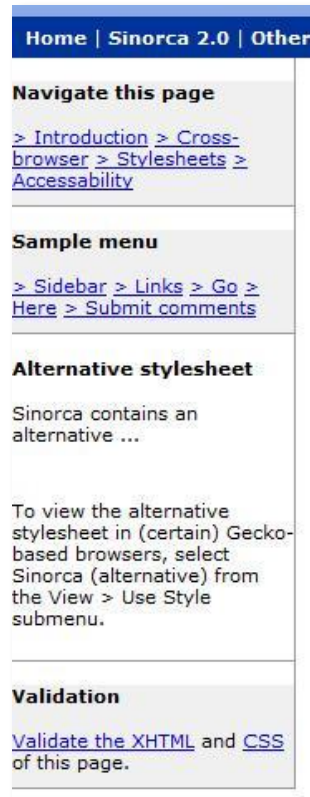 Home | Sinorca 2.0 | Other
Navigate this page
> Introduction > Cross-
browser > Stylesheets >
Accessability
Sample menu
> Sidebar > Links > Go >
Here > Submit comments
Alternative stylesheet
Sinorca contains an
alternative ...
To view the alternative
stylesheet in (certain) Gecko-
based browsers, select
Sinorca (alternative) from
the View > Use Style
submenu.
Validation
Validate the XHTML and CSS
of this page.